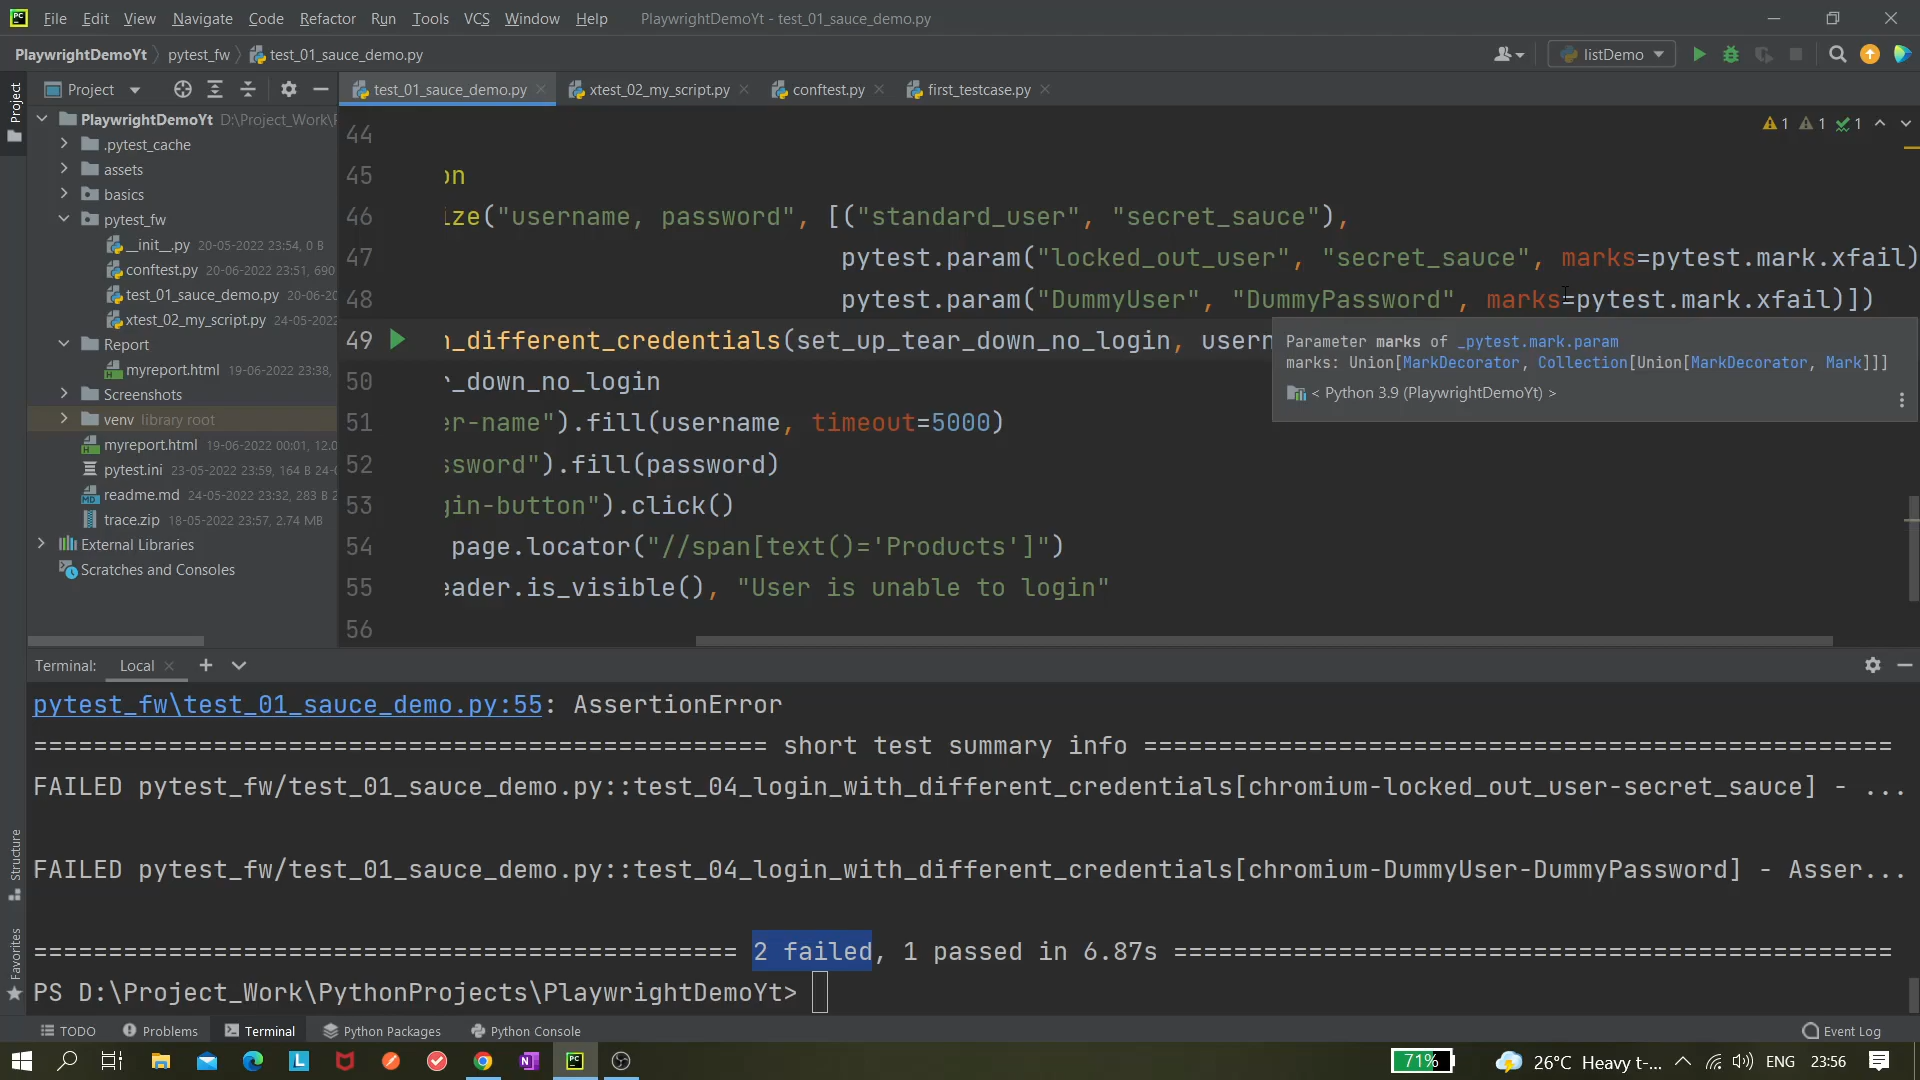 File Edit View Navigate Code Refactor Run Tools VCS Window Help PlaywrightDemoYt - test_01_sauce_demo.py
PlaywrightDemoYt pytest_fw test_01_sauce_demo.py listDemo
Project
Project
test_01_sauce_demo.py xtest_02_my_script.py conftest.py first_testcase.py
PlaywrightDemoYt D:\Project_Work\
.pytest_cache
assets
basics
pytest_fw
__init__.py 20-05-2022 23:54, 0 B
conftest.py 20-06-2022 23:51, 690
test_01_sauce_demo.py 20-06-20
xtest_02_my_script.py 24-05-2022
Report
myreport.html 19-06-2022 23:38,
Screenshots
venv library root
myreport.html 19-06-2022 00:01, 12.0
pytest.ini 23-05-2022 23:59, 164 B 24-0
readme.md 24-05-2022 23:32, 283 B 2
trace.zip 18-05-2022 23:57, 2.74 MB
External Libraries
Scratches and Consoles
1 1 1
44
45 on
46 ize("username, password", [("standard_user", "secret_sauce"),
47 pytest.param("locked_out_user", "secret_sauce", marks=pytest.mark.xfail)
48 pytest.param("DummyUser", "DummyPassword", marks=pytest.mark.xfail)])
49 n_different_credentials(set_up_tear_down_no_login, usern
50 r_down_no_login
51 er-name").fill(username, timeout=5000)
52 ssword").fill(password)
53 gin-button").click()
54 page.locator("//span[text()='Products']")
55 eader.is_visible(), "User is unable to login"
56
Parameter marks of _pytest.mark.param
marks: Union[MarkDecorator, Collection[Union[MarkDecorator, Mark]]]
< Python 3.9 (PlaywrightDemoYt) >
Terminal: Local
pytest_fw\test_01_sauce_demo.py:55: AssertionError
================================================= short test summary info ==================================================
FAILED pytest_fw/test_01_sauce_demo.py::test_04_login_with_different_credentials[chromium-locked_out_user-secret_sauce] - ...
FAILED pytest_fw/test_01_sauce_demo.py::test_04_login_with_different_credentials[chromium-DummyUser-DummyPassword] - Asser...
=============================================== 2 failed, 1 passed in 6.87s ================================================
PS D:\Project_Work\PythonProjects\PlaywrightDemoYt>
Structure
Favorites
TODO Problems Terminal Python Packages Python Console Event Log
71% 26°C Heavy t-... ENG 23:56